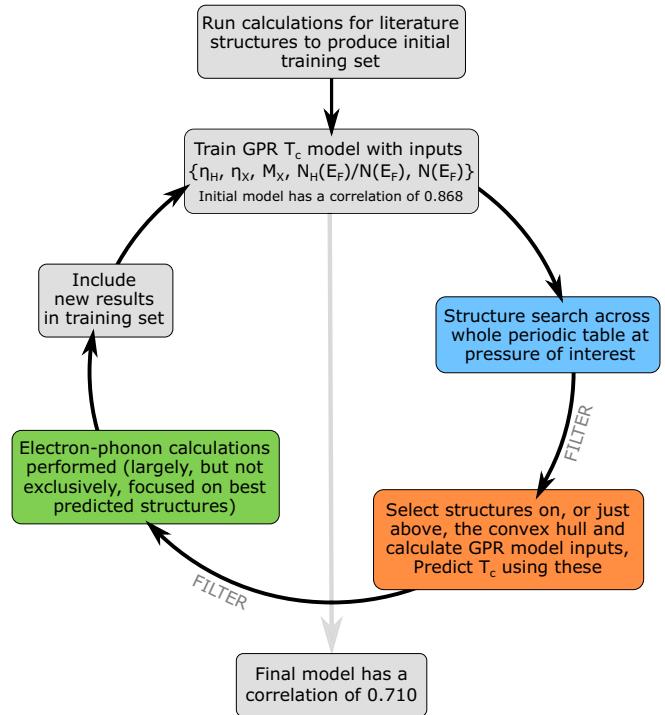 Run calculations for literature
structures to produce initial
training set
Train GPR T_c model with inputs
{η_H, η_X, M_X, N_H(E_F)/N(E_F), N(E_F)}
Initial model has a correlation of 0.868
Structure search across
whole periodic table at
pressure of interest
FILTER
Select structures on, or just
above, the convex hull and
calculate GPR model inputs,
Predict T_c using these
FILTER
Electron-phonon calculations
performed (largely, but not
exclusively, focused on best
predicted structures)
Include
new results
in training set
Final model has a
correlation of 0.710